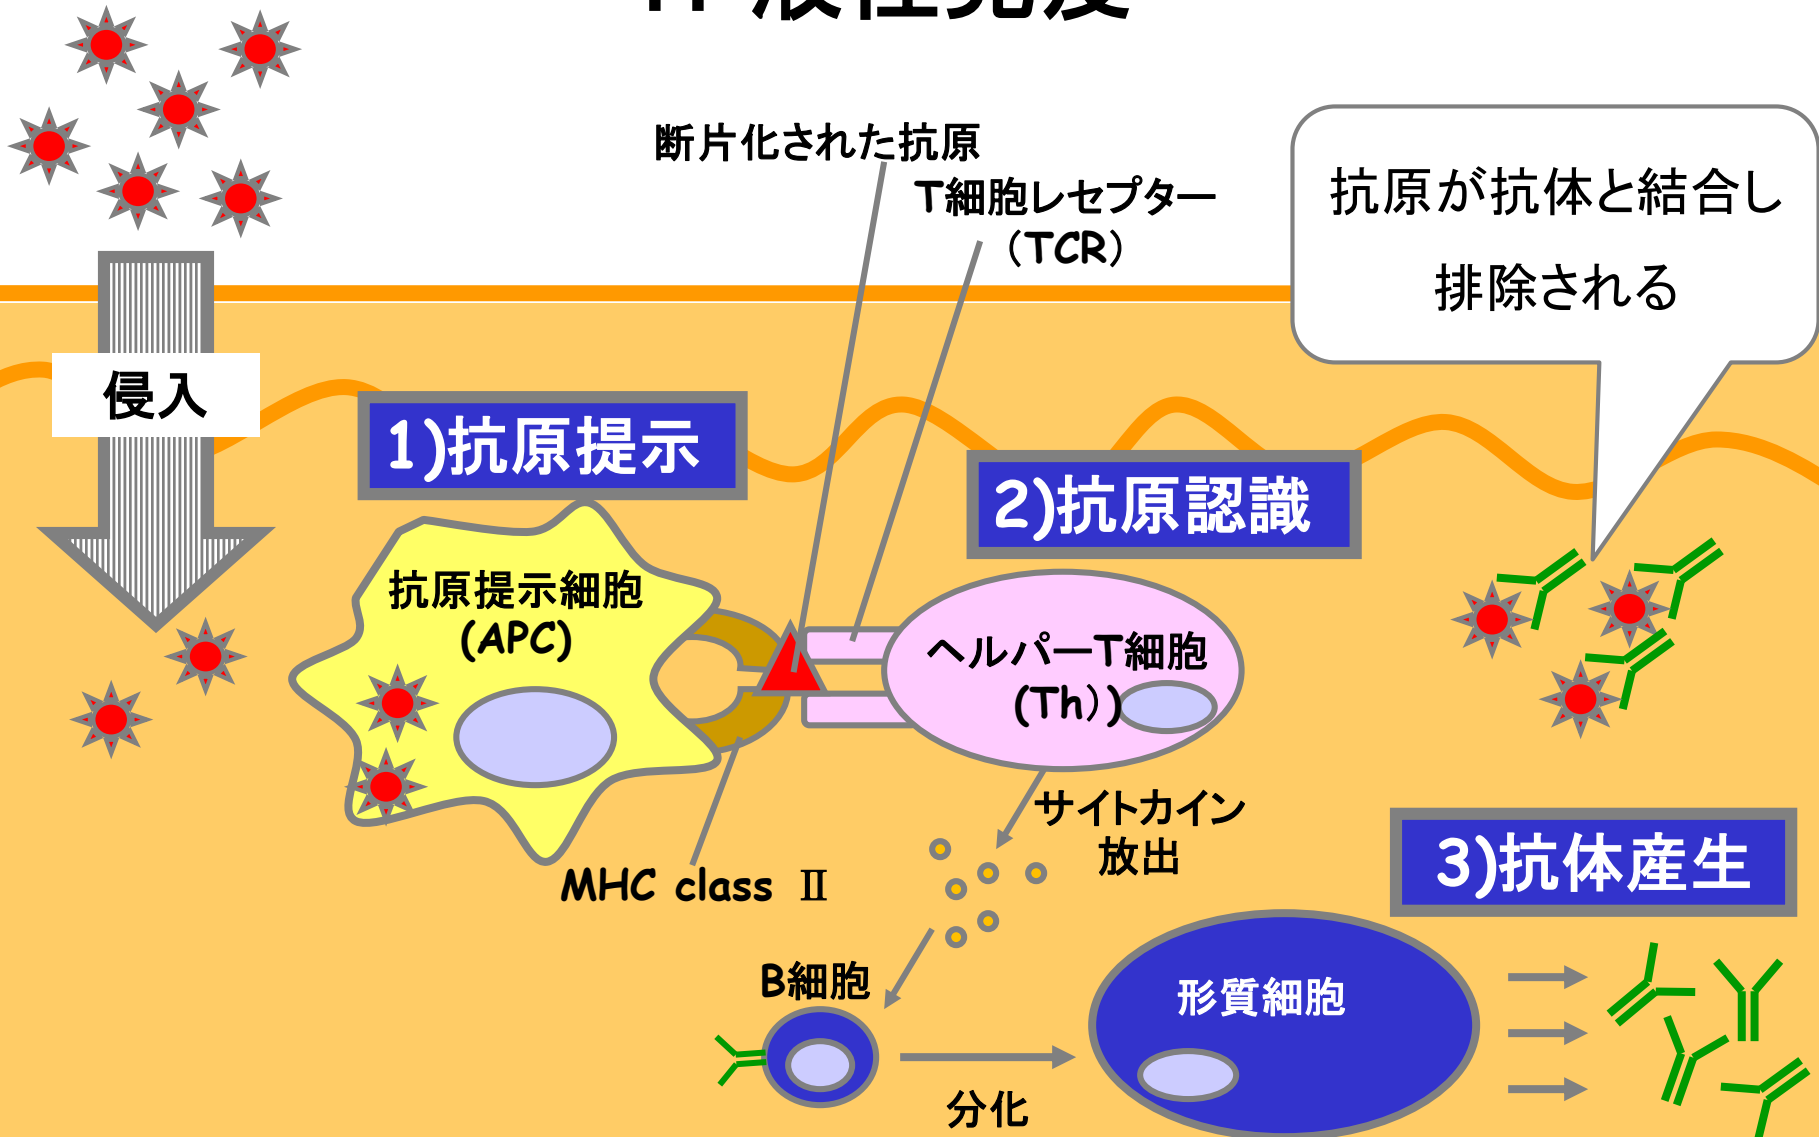 液性免疫
断片化された抗原
T細胞レセプター
（TCR）
抗原が抗体と結合し
排除される
侵入
1)抗原提示
2)抗原認識
抗原提示細胞
(APC)
ヘルパーT細胞
(Th））
サイトカイン
放出
MHC class Ⅱ
3)抗体産生
B細胞
形質細胞
分化